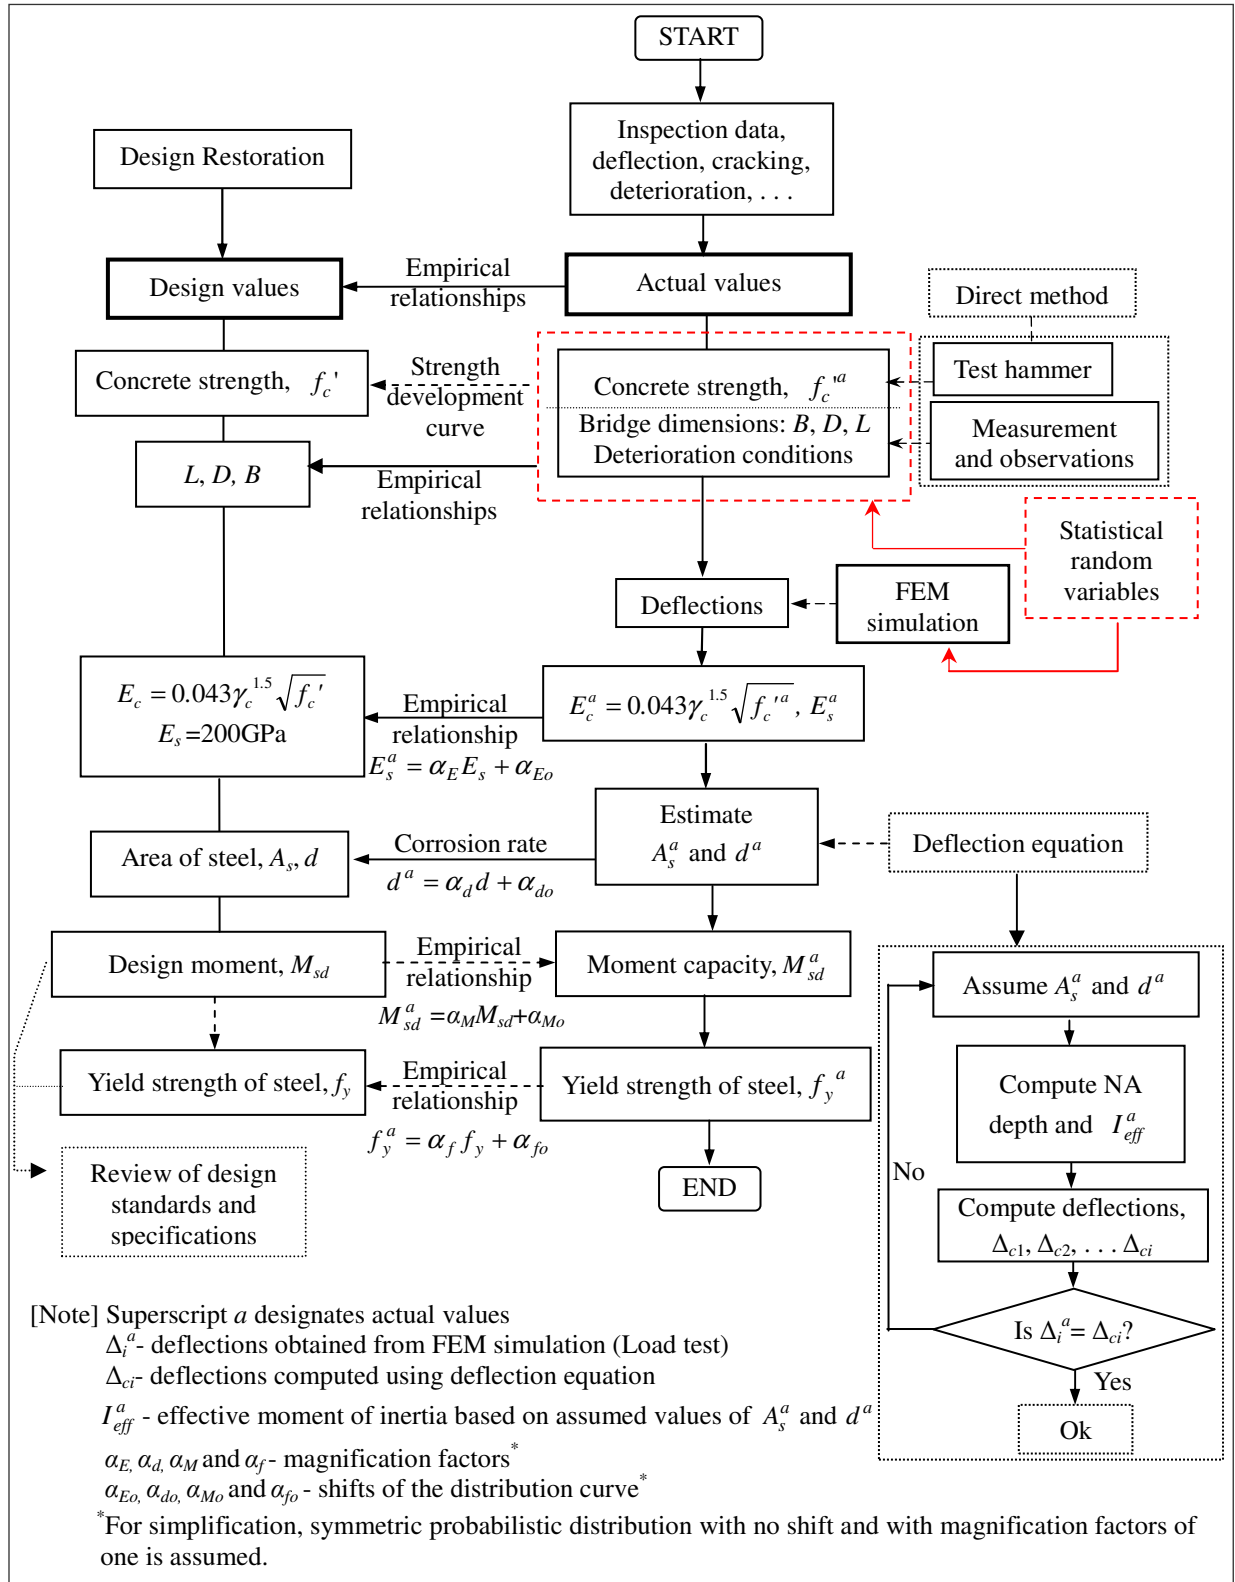 START
Inspection data,
deflection, cracking,
deterioration, . . .
Design Restoration
Design values
Empirical
relationships
Actual values
Direct method
Concrete strength, f_c'
Strength
development
curve
Concrete strength, f_c'^a
Bridge dimensions: B, D, L
Deterioration conditions
Test hammer
Measurement
and observations
L, D, B
Empirical
relationships
Statistical
random
variables
Deflections
FEM
simulation
E_c = 0.043γ_c^1.5 √f_c'
E_s =200GPa
Empirical
relationship
E_s^a = α_E E_s + α_Eo
E_c^a = 0.043γ_c^1.5 √f_c'^a , E_s^a
Estimate
A_s^a and d^a
Deflection equation
Area of steel, A_s, d
Corrosion rate
d^a = α_d d + α_do
Design moment, M_sd
Empirical
relationship
M_sd^a =α_M M_sd+α_Mo
Moment capacity, M_sd^a
Assume A_s^a and d^a
Yield strength of steel, f_y
Empirical
relationship
f_y^a = α_f f_y + α_fo
Yield strength of steel, f_y^a
Compute NA
depth and I_eff^a
No
END
Review of design
standards and
specifications
Compute deflections,
Δ_c1, Δ_c2, . . . Δ_ci
Is Δ_i^a= Δ_ci?
Yes
Ok
[Note] Superscript a designates actual values
Δ_i^a- deflections obtained from FEM simulation (Load test)
Δ_ci- deflections computed using deflection equation
I_eff^a - effective moment of inertia based on assumed values of A_s^a and d^a
α_E, α_d, α_M and α_f - magnification factors*
α_Eo, α_do, α_Mo and α_fo - shifts of the distribution curve*
*For simplification, symmetric probabilistic distribution with no shift and with magnification factors of
one is assumed.